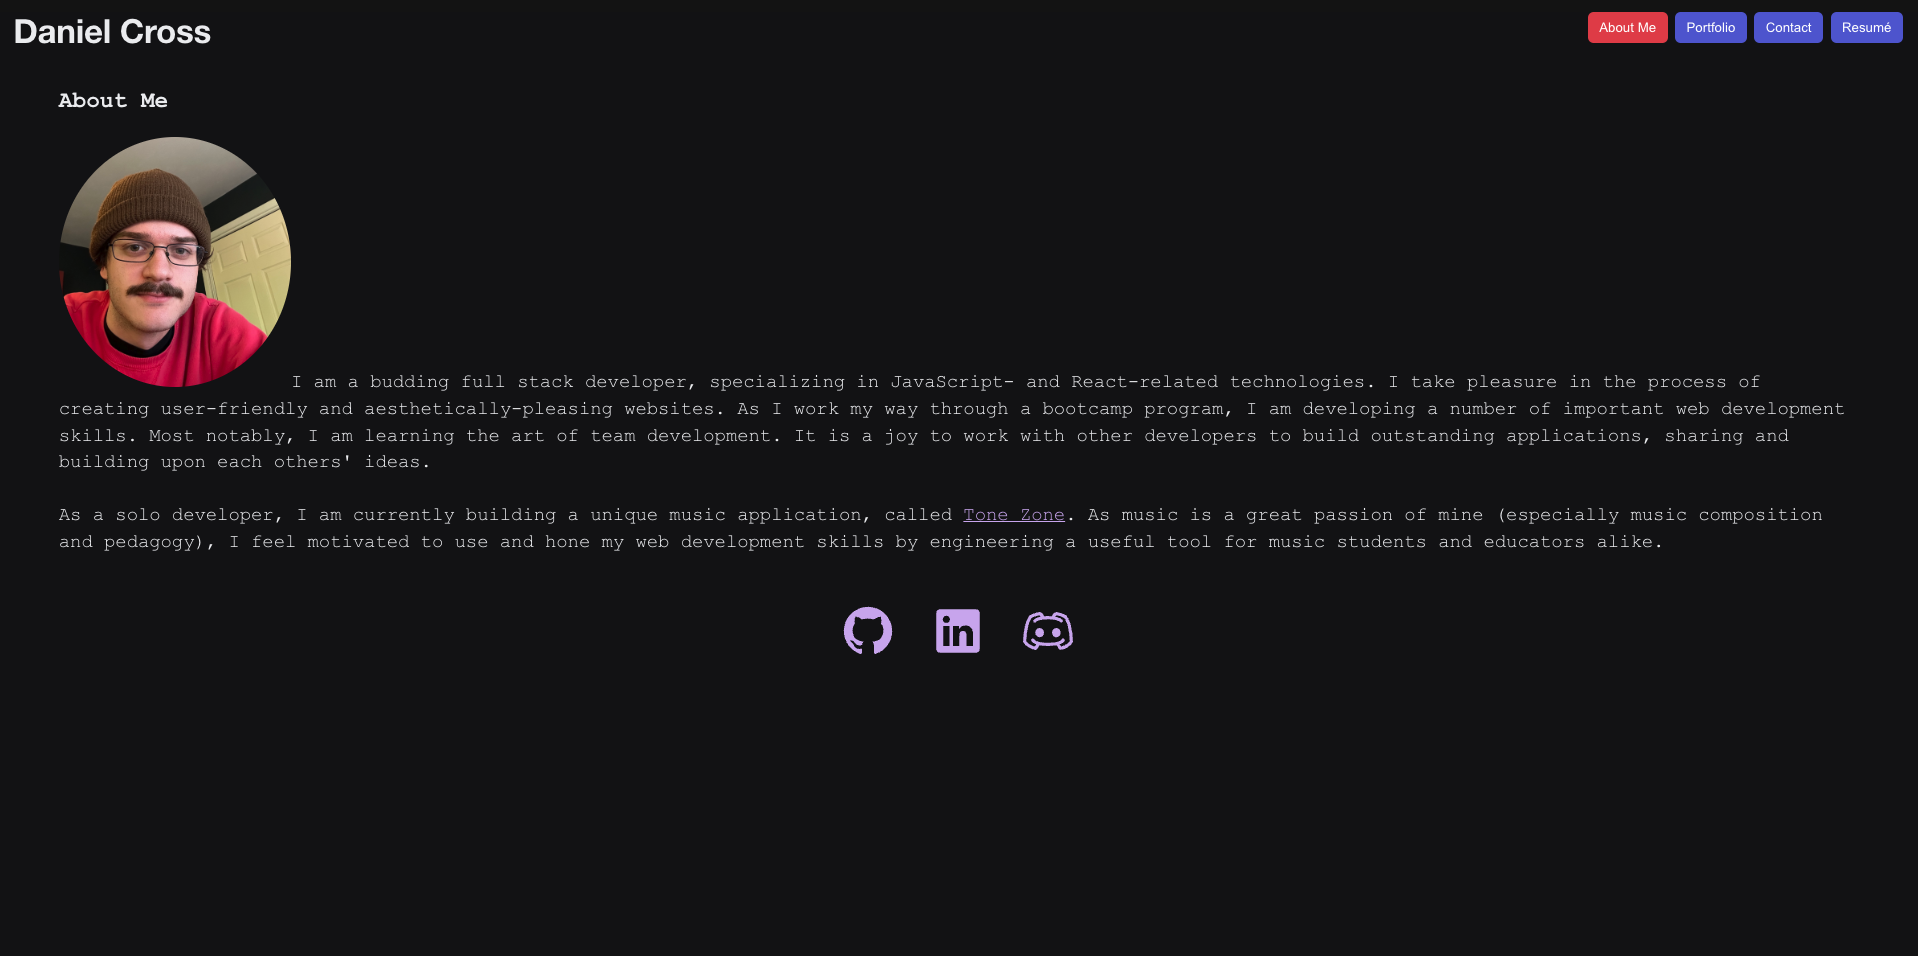 Daniel Cross
About Me Portfolio Contact Resumé
About Me
I am a budding full stack developer, specializing in JavaScript- and React-related technologies. I take pleasure in the process of
creating user-friendly and aesthetically-pleasing websites. As I work my way through a bootcamp program, I am developing a number of important web development
skills. Most notably, I am learning the art of team development. It is a joy to work with other developers to build outstanding applications, sharing and
building upon each others' ideas.
As a solo developer, I am currently building a unique music application, called Tone Zone. As music is a great passion of mine (especially music composition
and pedagogy), I feel motivated to use and hone my web development skills by engineering a useful tool for music students and educators alike.
in